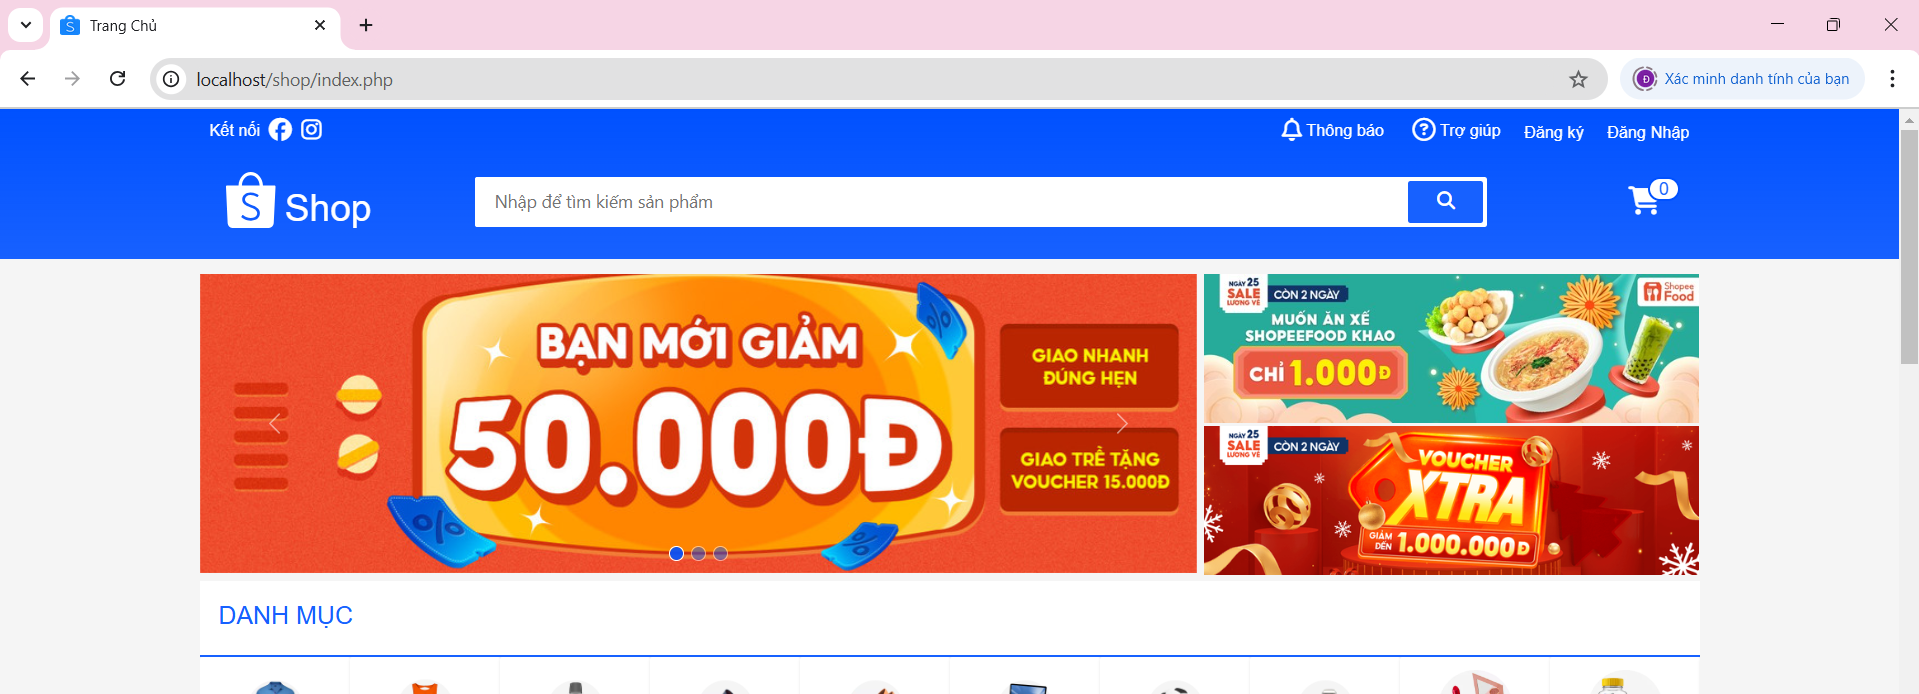 Trang Chủ
localhost/shop/index.php
Đ
Xác minh danh tính của bạn
Kết nối
Thông báo
Trợ giúp
Đăng ký
Đăng Nhập
S Shop
Nhập để tìm kiếm sản phẩm
0
BẠN MỚI GIẢM
50.000Đ
GIAO NHANH
ĐÚNG HẸN
GIAO TRỄ TẶNG
VOUCHER 15.000Đ
NGÀY 25
SALE
LƯƠNG VỀ
CÒN 2 NGÀY
Shopee
Food
MUỐN ĂN XẾ
SHOPEEFOOD KHAO
CHỈ 1.000Đ
NGÀY 25
SALE
LƯƠNG VỀ
CÒN 2 NGÀY
VOUCHER
XTRA
GIẢM
ĐẾN 1.000.000Đ
DANH MỤC